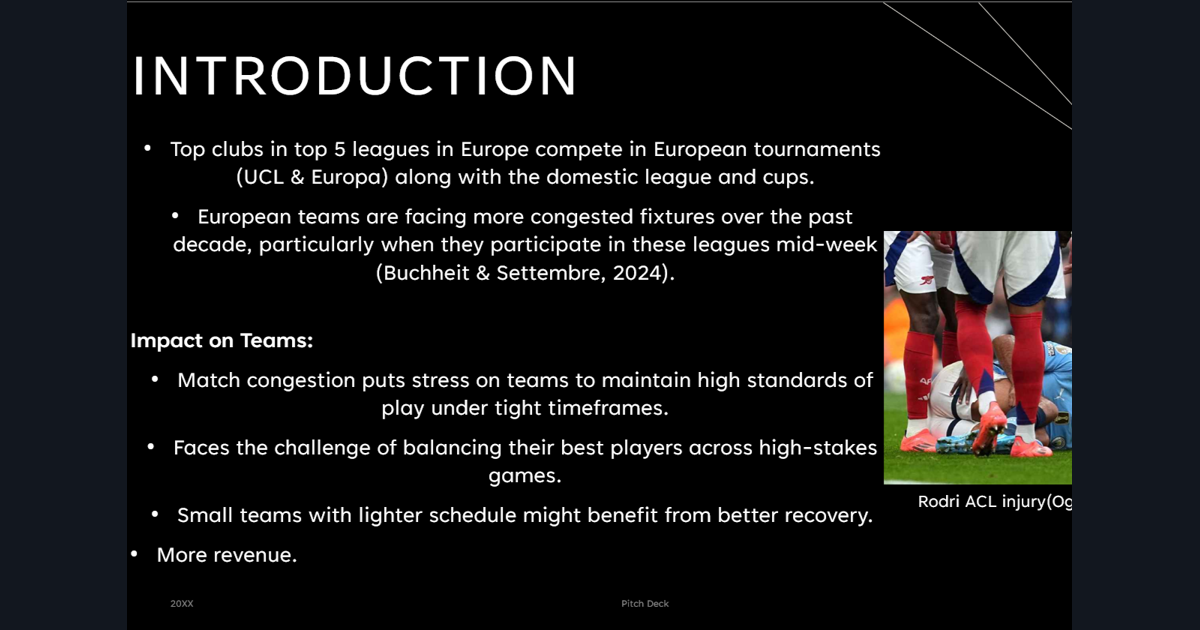 INTRODUCTION
• Top clubs in top 5 leagues in Europe compete in European tournaments
(UCL & Europa) along with the domestic league and cups.
• European teams are facing more congested fixtures over the past
decade, particularly when they participate in these leagues mid-week
(Buchheit & Settembre, 2024).
Impact on Teams:
• Match congestion puts stress on teams to maintain high standards of
play under tight timeframes.
• Faces the challenge of balancing their best players across high-stakes
games.
• Small teams with lighter schedule might benefit from better recovery.
• More revenue.
Rodri ACL injury(Og
20XX
Pitch Deck